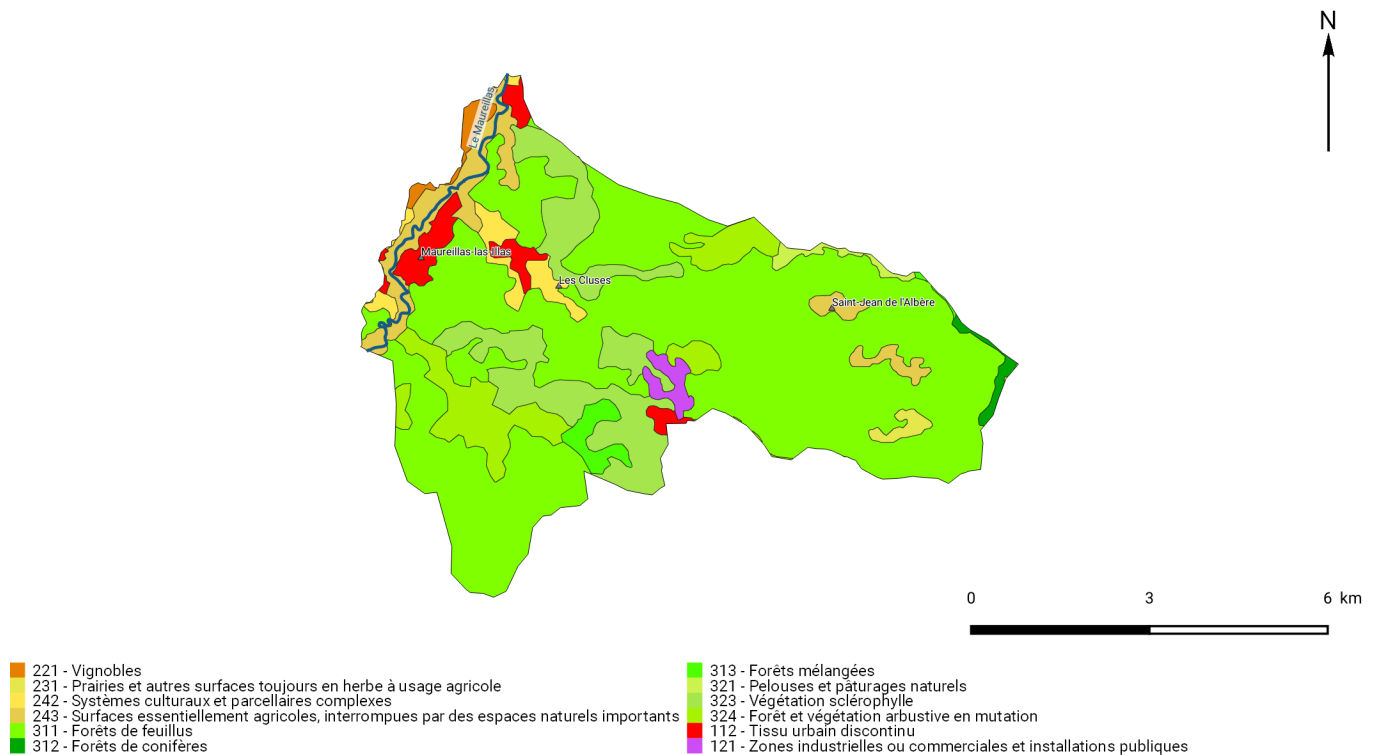 N
Le Maureillas
Maureillas-las-Illas
Les Cluses
Saint-Jean de l'Albère
0 3 6 km
221 - Vignobles
231 - Prairies et autres surfaces toujours en herbe à usage agricole
242 - Systèmes culturaux et parcellaires complexes
243 - Surfaces essentiellement agricoles, interrompues par des espaces naturels importants
311 - Forêts de feuillus
312 - Forêts de conifères
313 - Forêts mélangées
321 - Pelouses et pâturages naturels
323 - Végétation sclérophylle
324 - Forêt et végétation arbustive en mutation
112 - Tissu urbain discontinu
121 - Zones industrielles ou commerciales et installations publiques